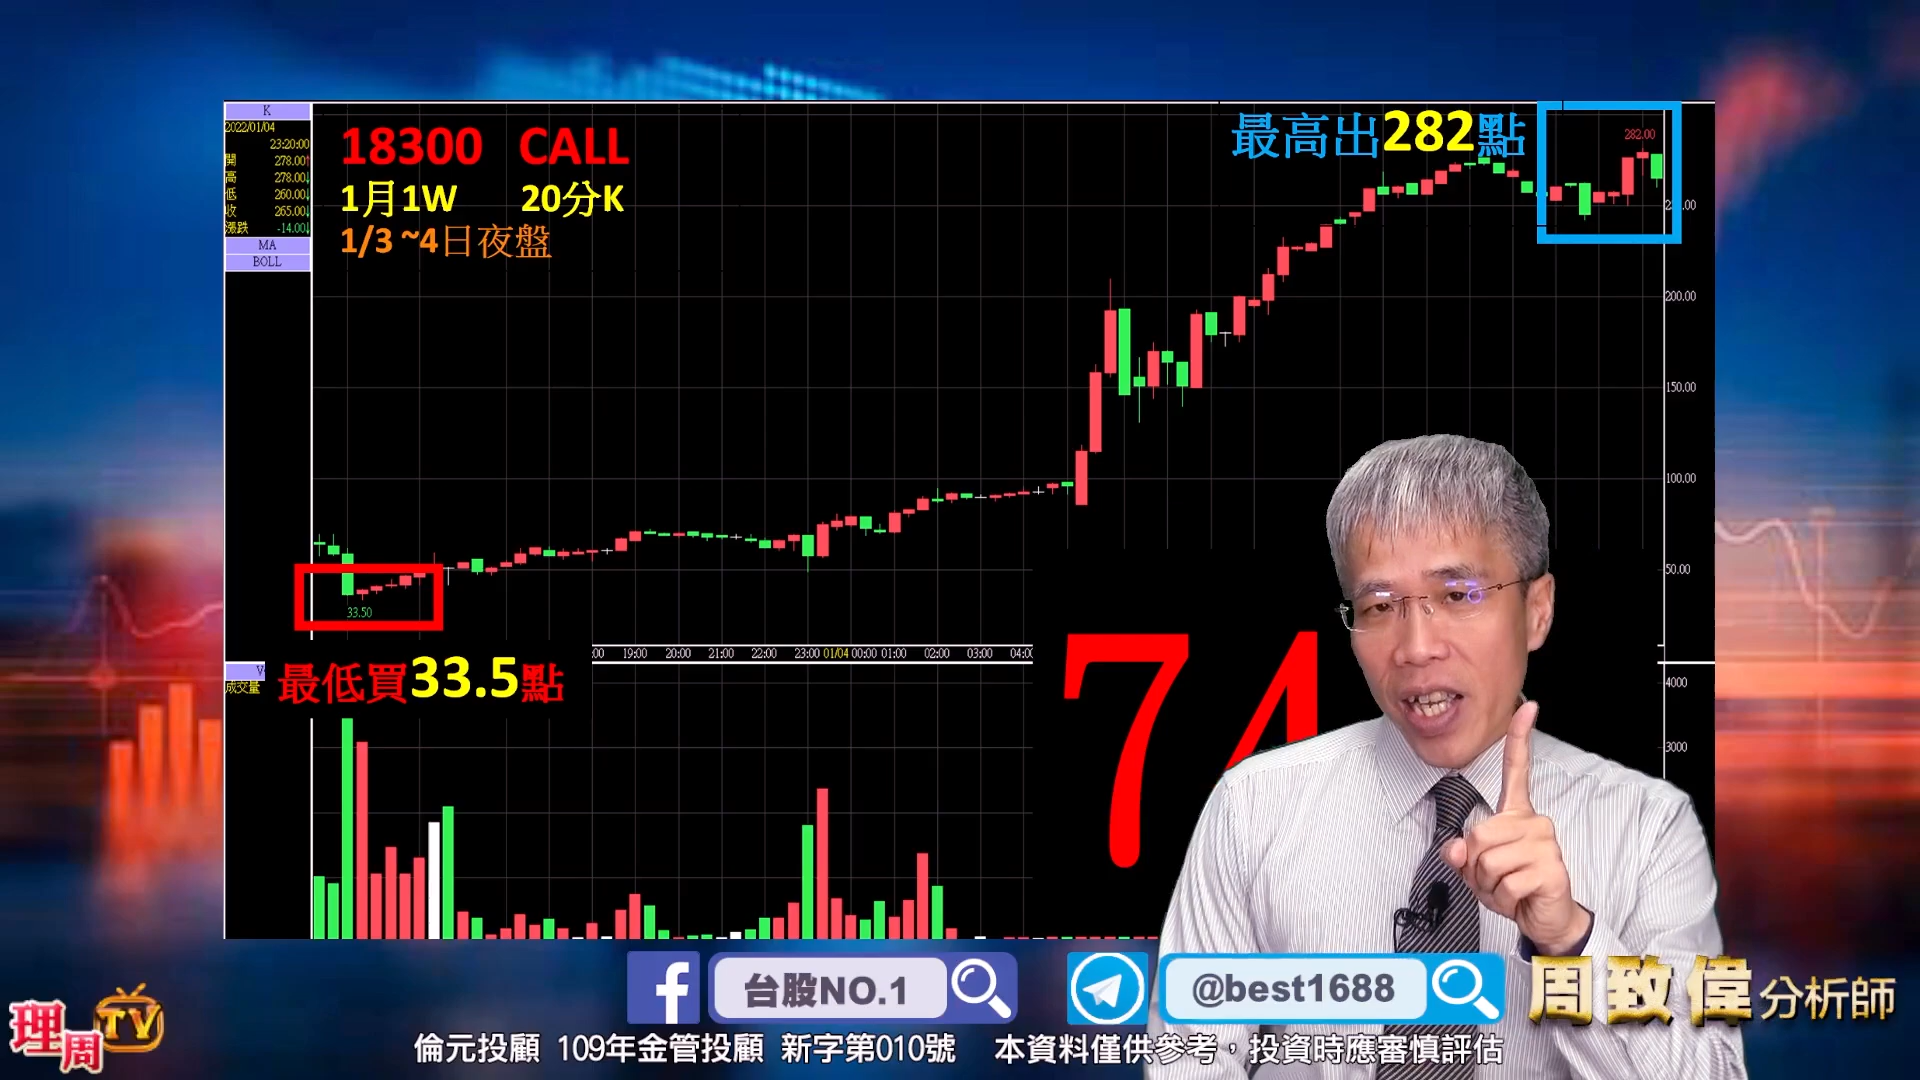 K
2022/01/04
23:20:00
開 278.00
高 278.00
低 260.00
收 265.00
漲跌 -14.00
MA
BOLL
18300 CALL
1月1W 20分K
1/3 ~4日夜盤
最高出282點
282.00
200.00
150.00
100.00
50.00
33.50
最低買33.5點
:00 19:00 20:00 21:00 22:00 23:00 01/04 00:00 01:00 02:00 03:00 04:00
成交量
4000
3000
74
台股NO.1
@best1688
周致偉分析師
理周TV
倫元投顧 109年金管投顧 新字第010號 本資料僅供參考，投資時應審慎評估